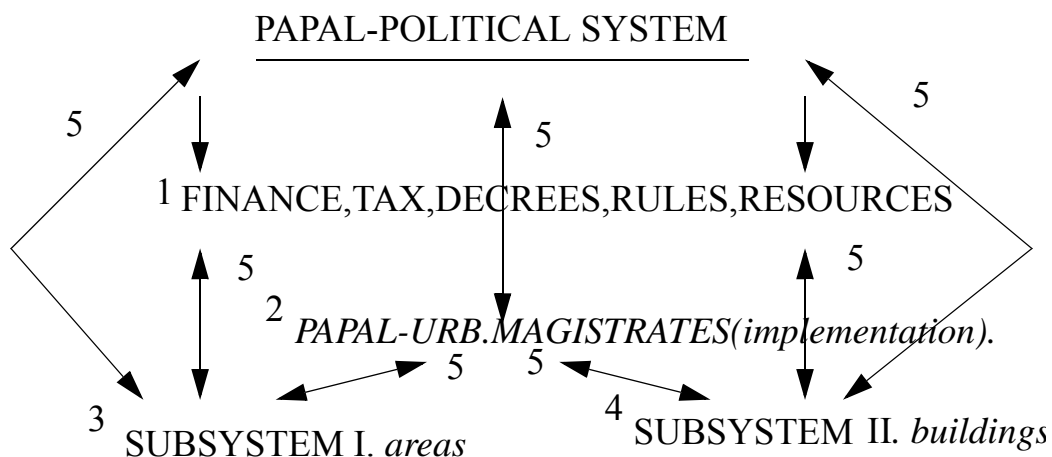 PAPAL-POLITICAL SYSTEM
5
5
5
1 FINANCE,TAX,DECREES,RULES,RESOURCES
5
5
2 PAPAL-URB.MAGISTRATES(implementation).
5
5
3 SUBSYSTEM I. areas
4 SUBSYSTEM II. buildings